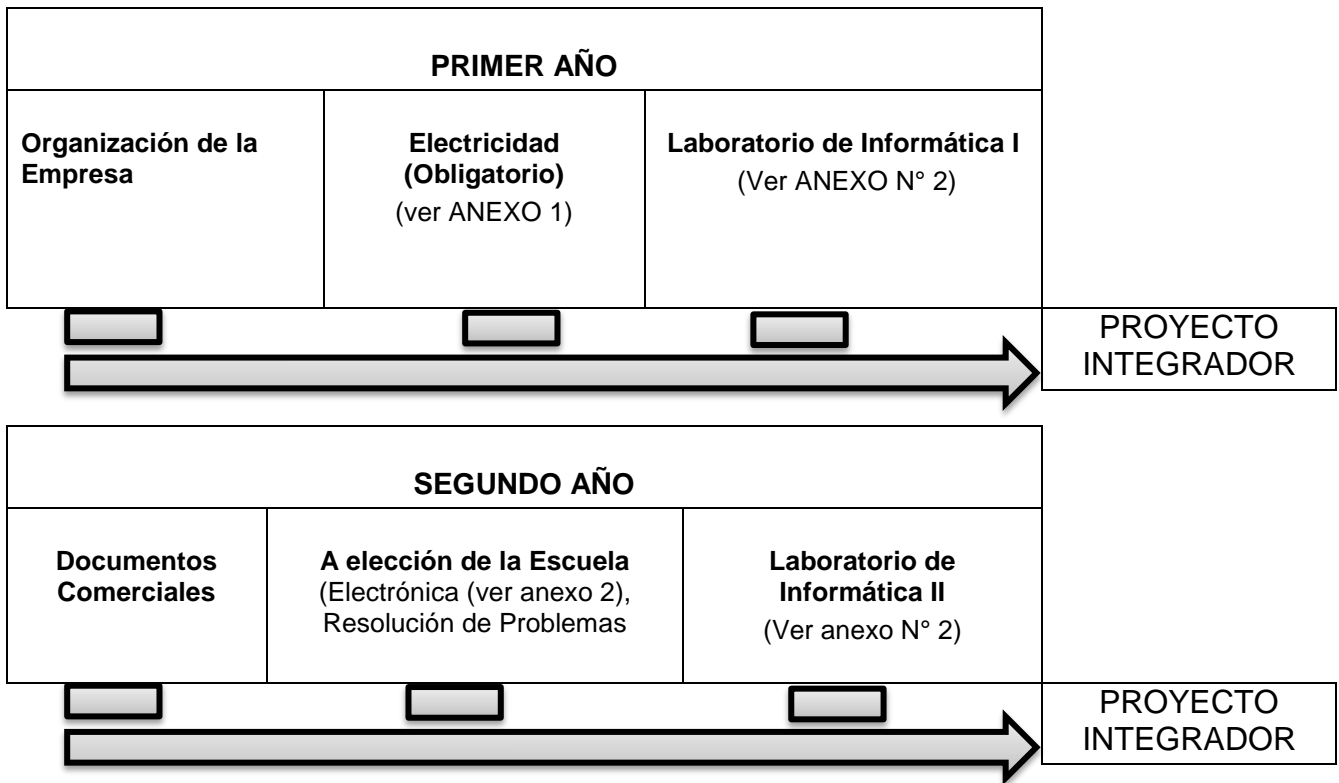 PRIMER AÑO
Organización de la
Empresa
Electricidad
(Obligatorio)
(ver ANEXO 1)
Laboratorio de Informática I
(Ver ANEXO N° 2)
PROYECTO
INTEGRADOR
SEGUNDO AÑO
Documentos
Comerciales
A elección de la Escuela
(Electrónica (ver anexo 2),
Resolución de Problemas
Laboratorio de
Informática II
(Ver anexo N° 2)
PROYECTO
INTEGRADOR